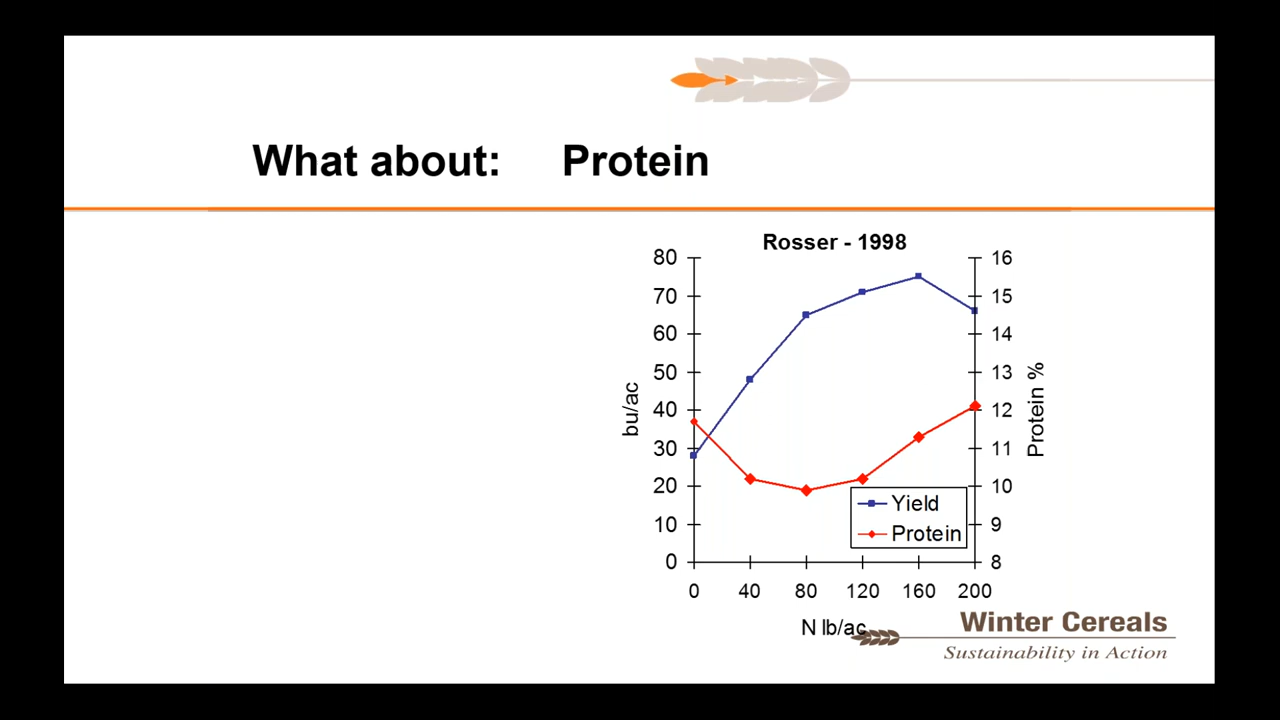 What about: Protein
Rosser - 1998
80
70
60
50
40
30
20
10
0
bu/ac
16
15
14
13
12
11
10
9
8
Protein %
Yield
Protein
0 40 80 120 160 200
N lb/ac
Winter Cereals
Sustainability in Action